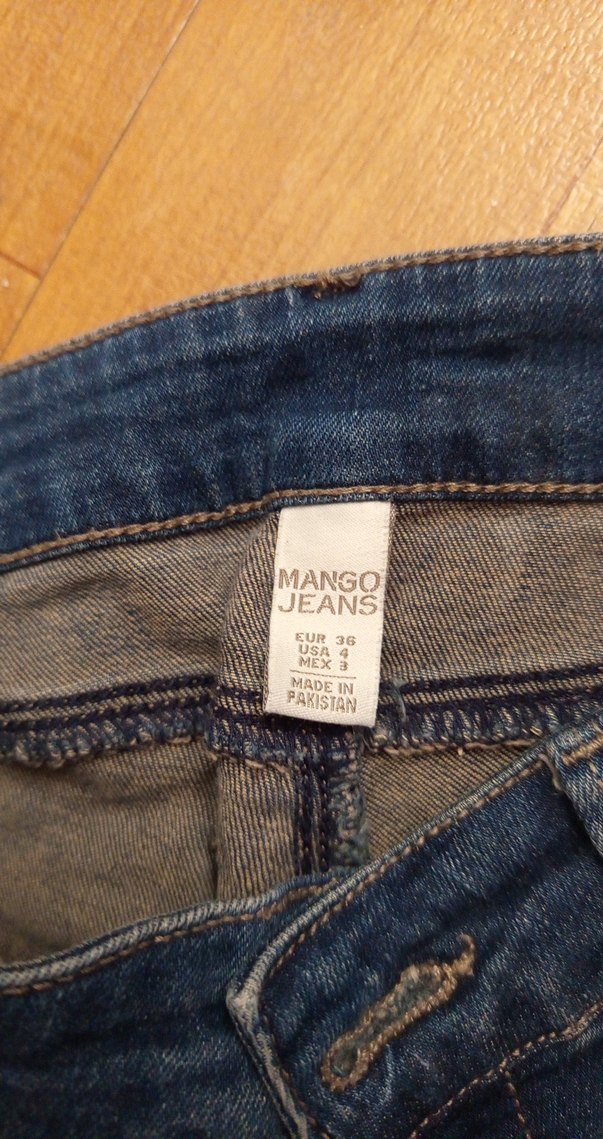 MANGO
JEANS
EUR 36
USA 4
MEX 3
MADE IN
PAKISTAN